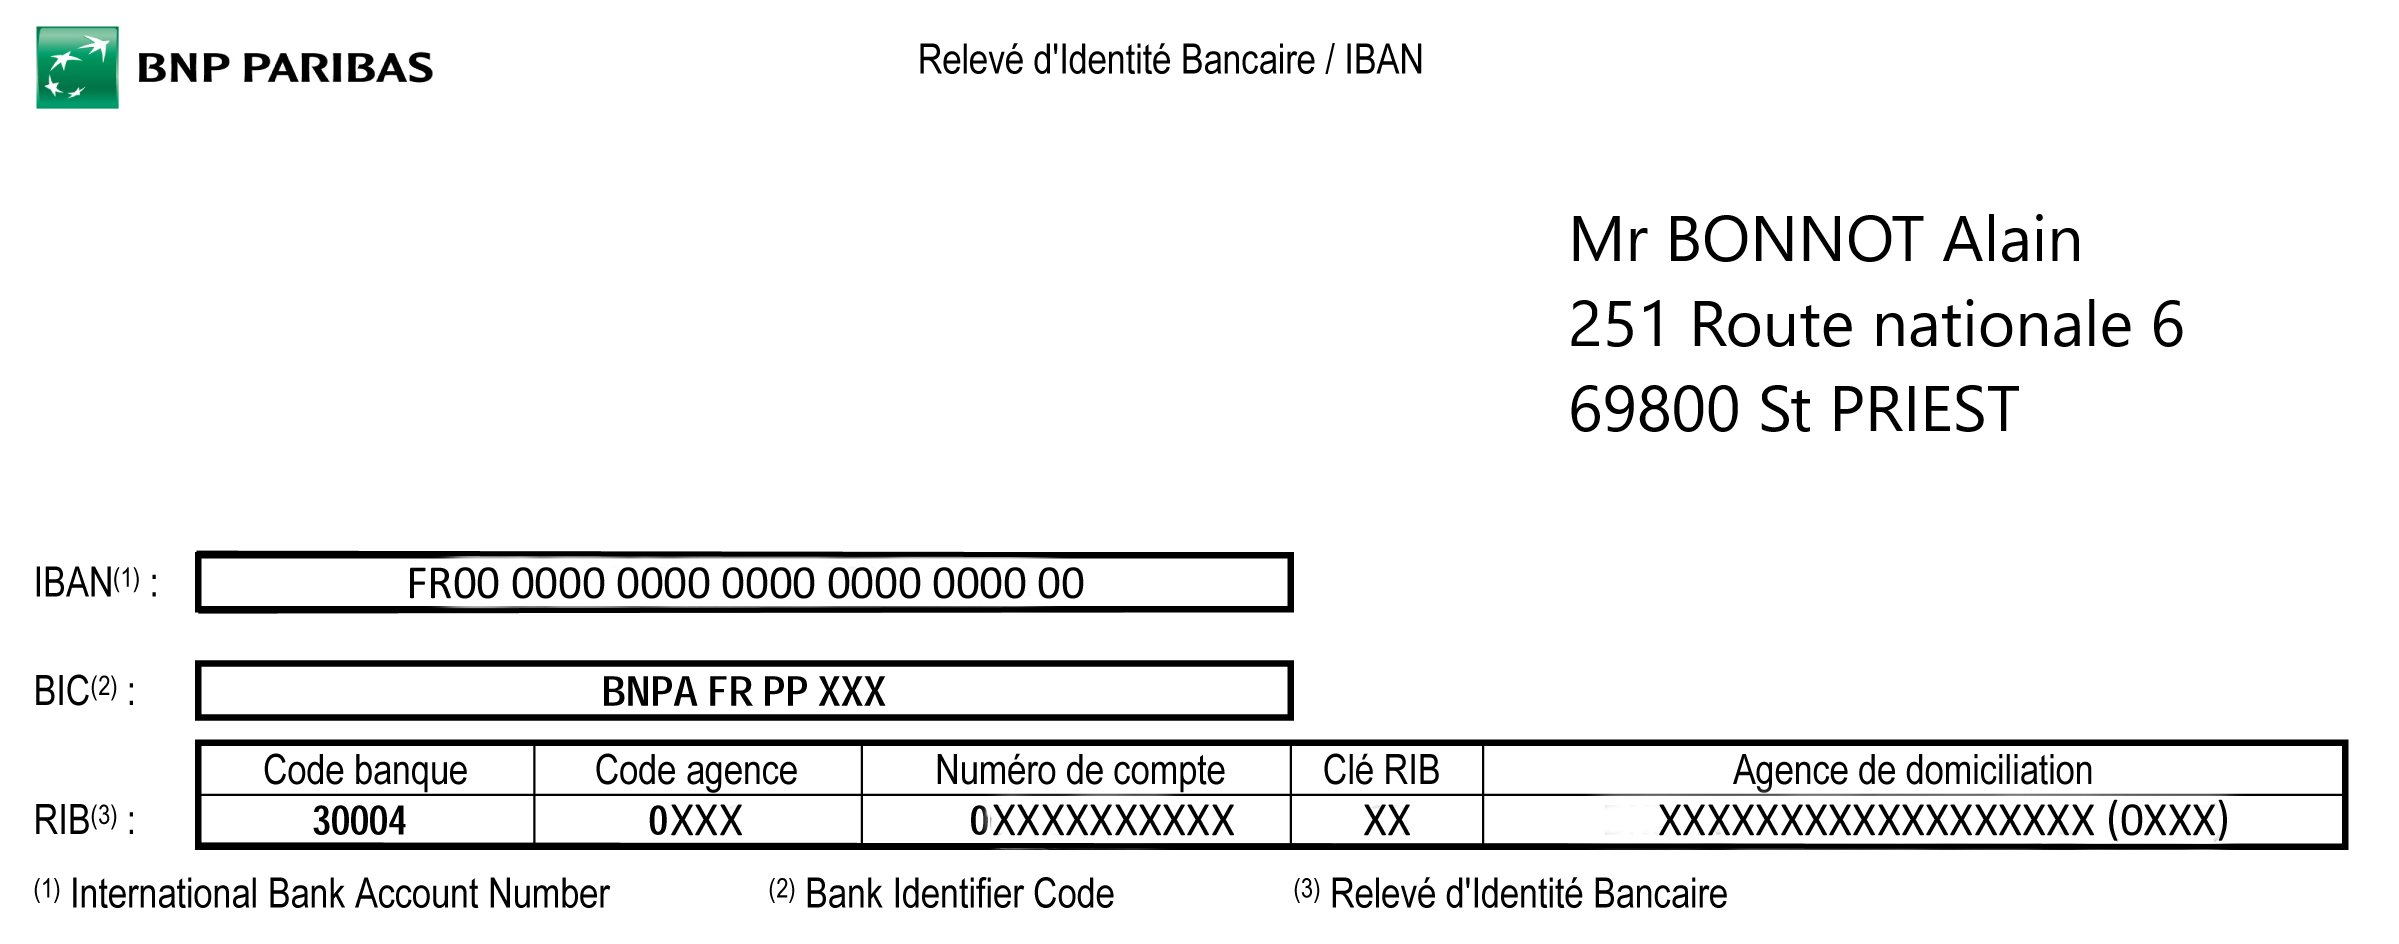 BNP PARIBAS
Relevé d'Identité Bancaire / IBAN
Mr BONNOT Alain
251 Route nationale 6
69800 St PRIEST
IBAN(1) : FR00 0000 0000 0000 0000 0000 00
BIC(2) : BNPA FR PP XXX
Code banque Code agence Numéro de compte Clé RIB Agence de domiciliation
RIB(3) : 30004 0XXX 0XXXXXXXXXX XX XXXXXXXXXXXXXXXXXX (0XXX)
(1) International Bank Account Number (2) Bank Identifier Code (3) Relevé d'Identité Bancaire